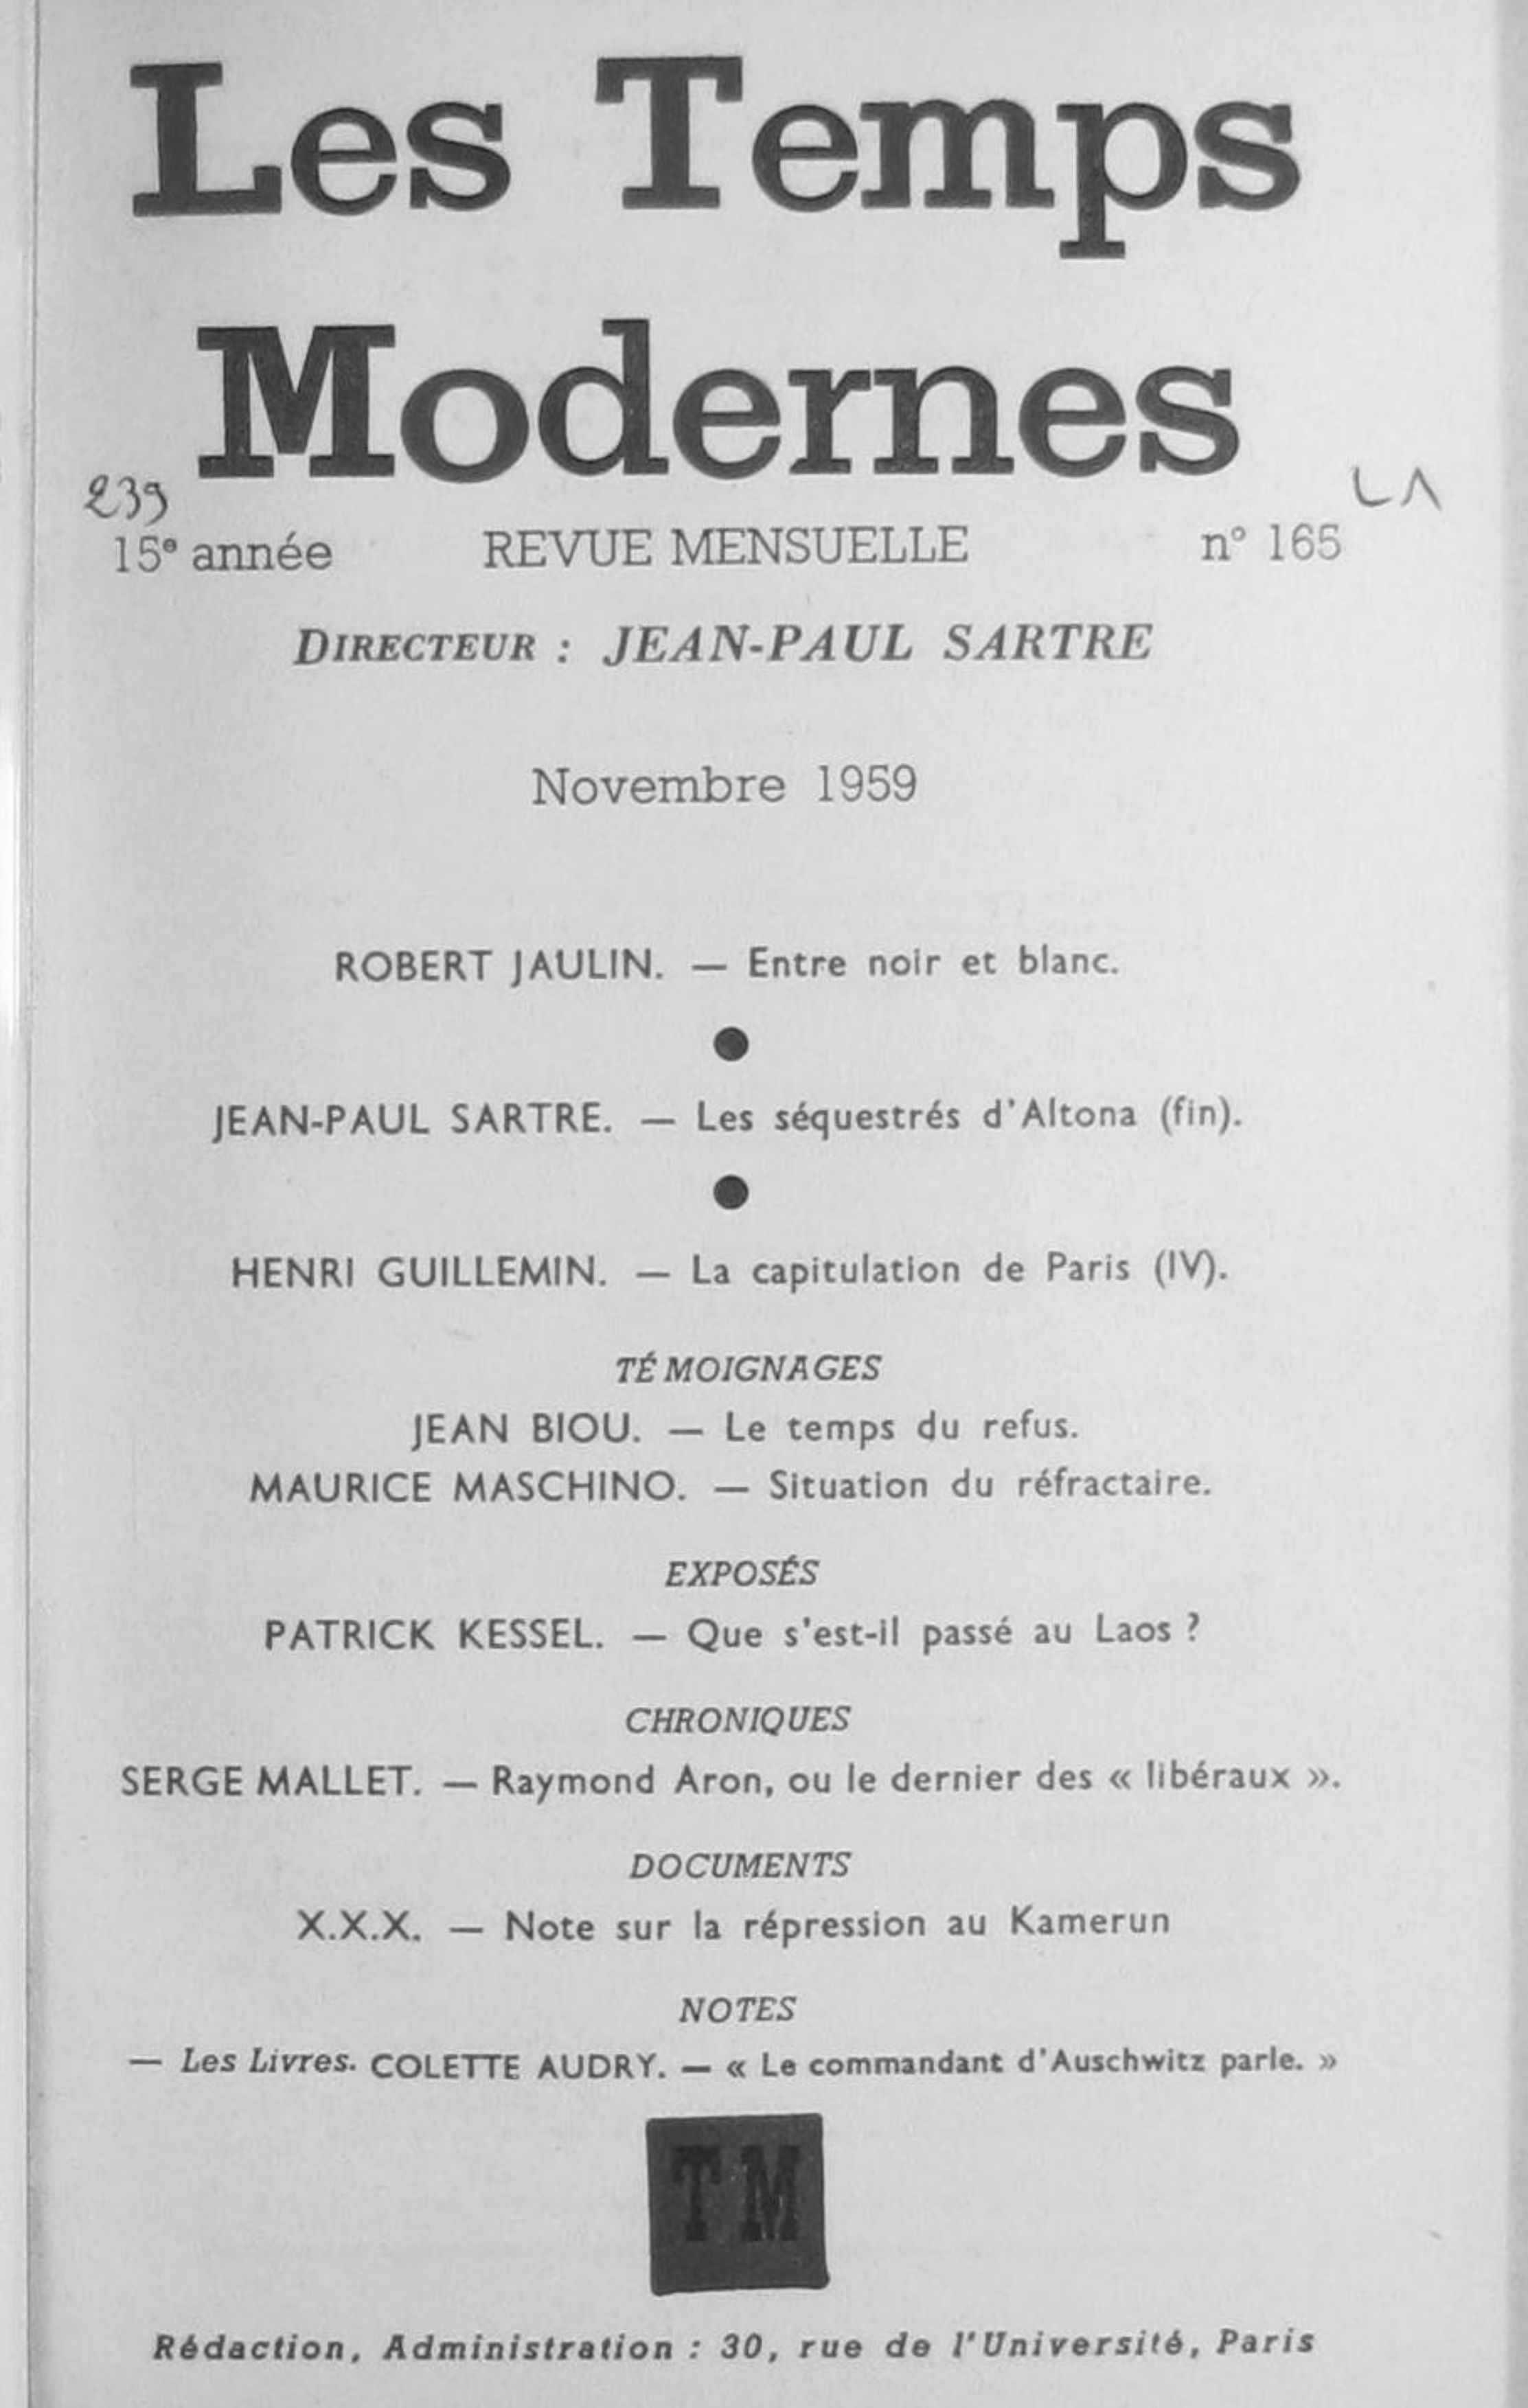 Les Temps
Modernes
239
LA
15e année REVUE MENSUELLE n° 165
DIRECTEUR : JEAN-PAUL SARTRE
Novembre 1959
ROBERT JAULIN. — Entre noir et blanc.
●
JEAN-PAUL SARTRE. — Les séquestrés d'Altona (fin).
●
HENRI GUILLEMIN. — La capitulation de Paris (IV).
TÉMOIGNAGES
JEAN BIOU. — Le temps du refus.
MAURICE MASCHINO. — Situation du réfractaire.
EXPOSÉS
PATRICK KESSEL. — Que s'est-il passé au Laos ?
CHRONIQUES
SERGE MALLET. — Raymond Aron, ou le dernier des « libéraux ».
DOCUMENTS
X.X.X. — Note sur la répression au Kamerun
NOTES
— Les Livres. COLETTE AUDRY. — « Le commandant d'Auschwitz parle. »
TM
Rédaction, Administration : 30, rue de l'Université, Paris